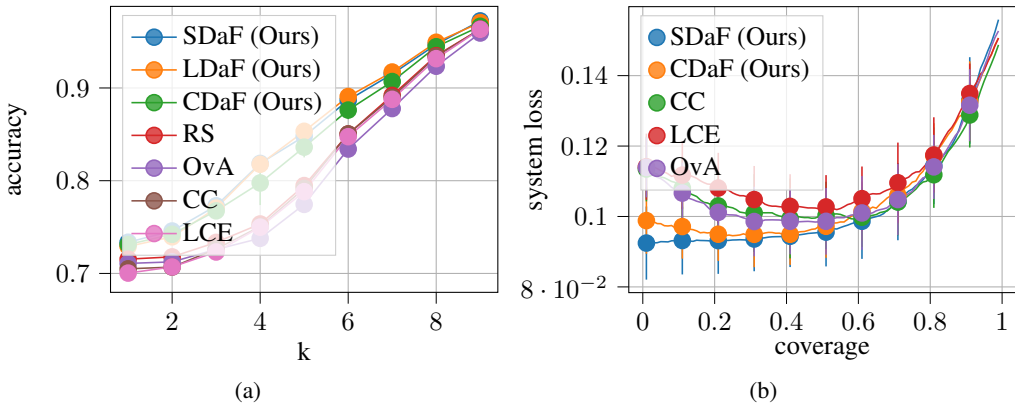 accuracy
0.9
0.8
0.7
SDaF (Ours)
LDaF (Ours)
CDaF (Ours)
RS
OvA
CC
LCE
2 4 6 8
k
(a)
system loss
0.14
0.12
0.1
8 · 10⁻²
SDaF (Ours)
CDaF (Ours)
CC
LCE
OvA
0 0.2 0.4 0.6 0.8 1
coverage
(b)